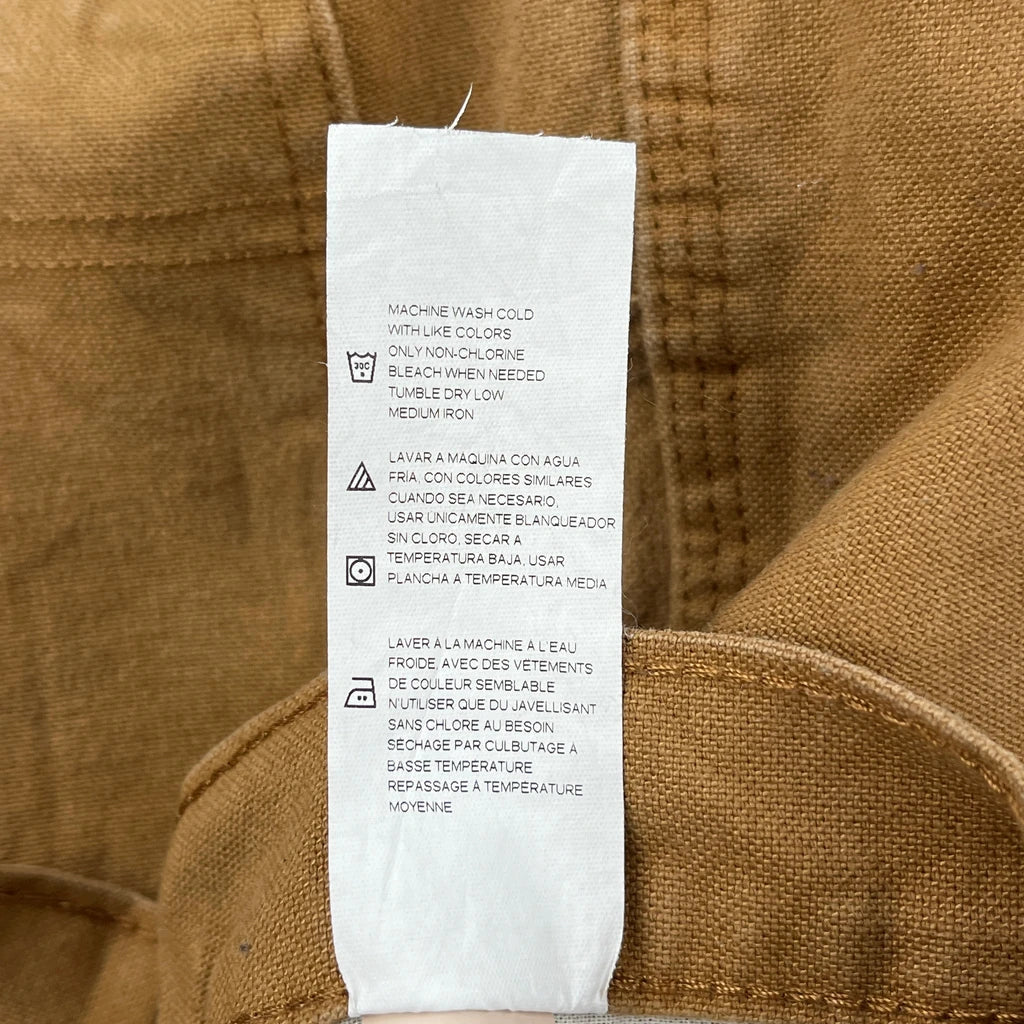 MACHINE WASH COLD
WITH LIKE COLORS
ONLY NON-CHLORINE
BLEACH WHEN NEEDED
TUMBLE DRY LOW
MEDIUM IRON
30C
LAVAR A MAQUINA CON AGUA
FRÍA, CON COLORES SIMILARES
CUANDO SEA NECESARIO,
USAR ÚNICAMENTE BLANQUEADOR
SIN CLORO, SECAR A
TEMPERATURA BAJA, USAR
PLANCHA A TEMPERATURA MEDIA
LAVER À LA MACHINE À L'EAU
FROIDE, AVEC DES VÊTEMENTS
DE COULEUR SEMBLABLE
N'UTILISER QUE DU JAVELLISANT
SANS CHLORE AU BESOIN
SÉCHAGE PAR CULBUTAGE À
BASSE TEMPÉRATURE
REPASSAGE À TEMPÉRATURE
MOYENNE